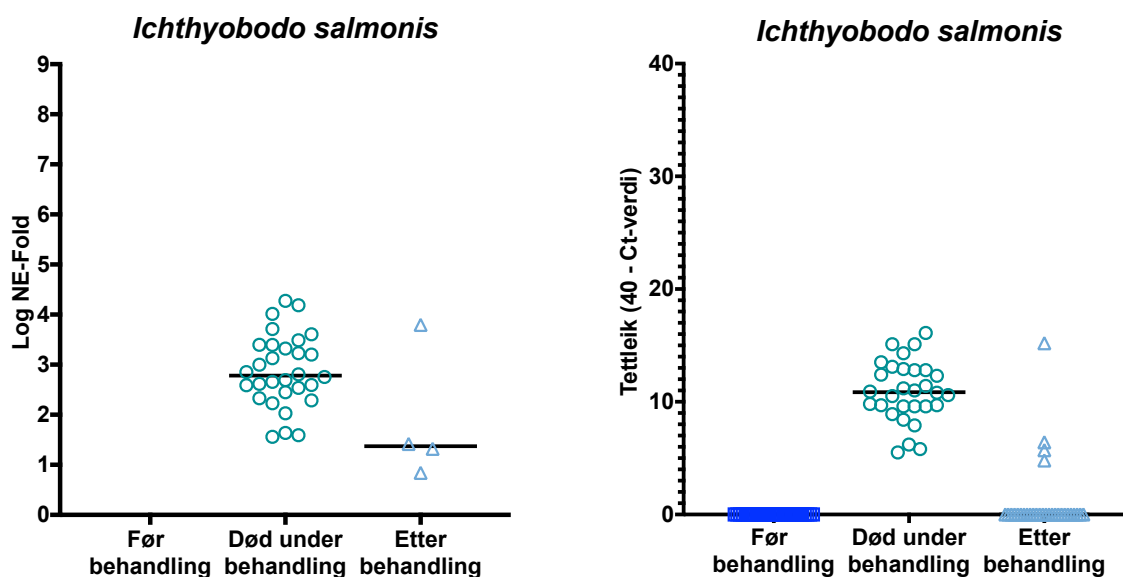 Ichthyobodo salmonis
Log NE-Fold
9
8
7
6
5
4
3
2
1
0
Før
behandling
Død under
behandling
Etter
behandling
Ichthyobodo salmonis
Tettleik (40 - Ct-verdi)
40
30
20
10
0
Før
behandling
Død under
behandling
Etter
behandling